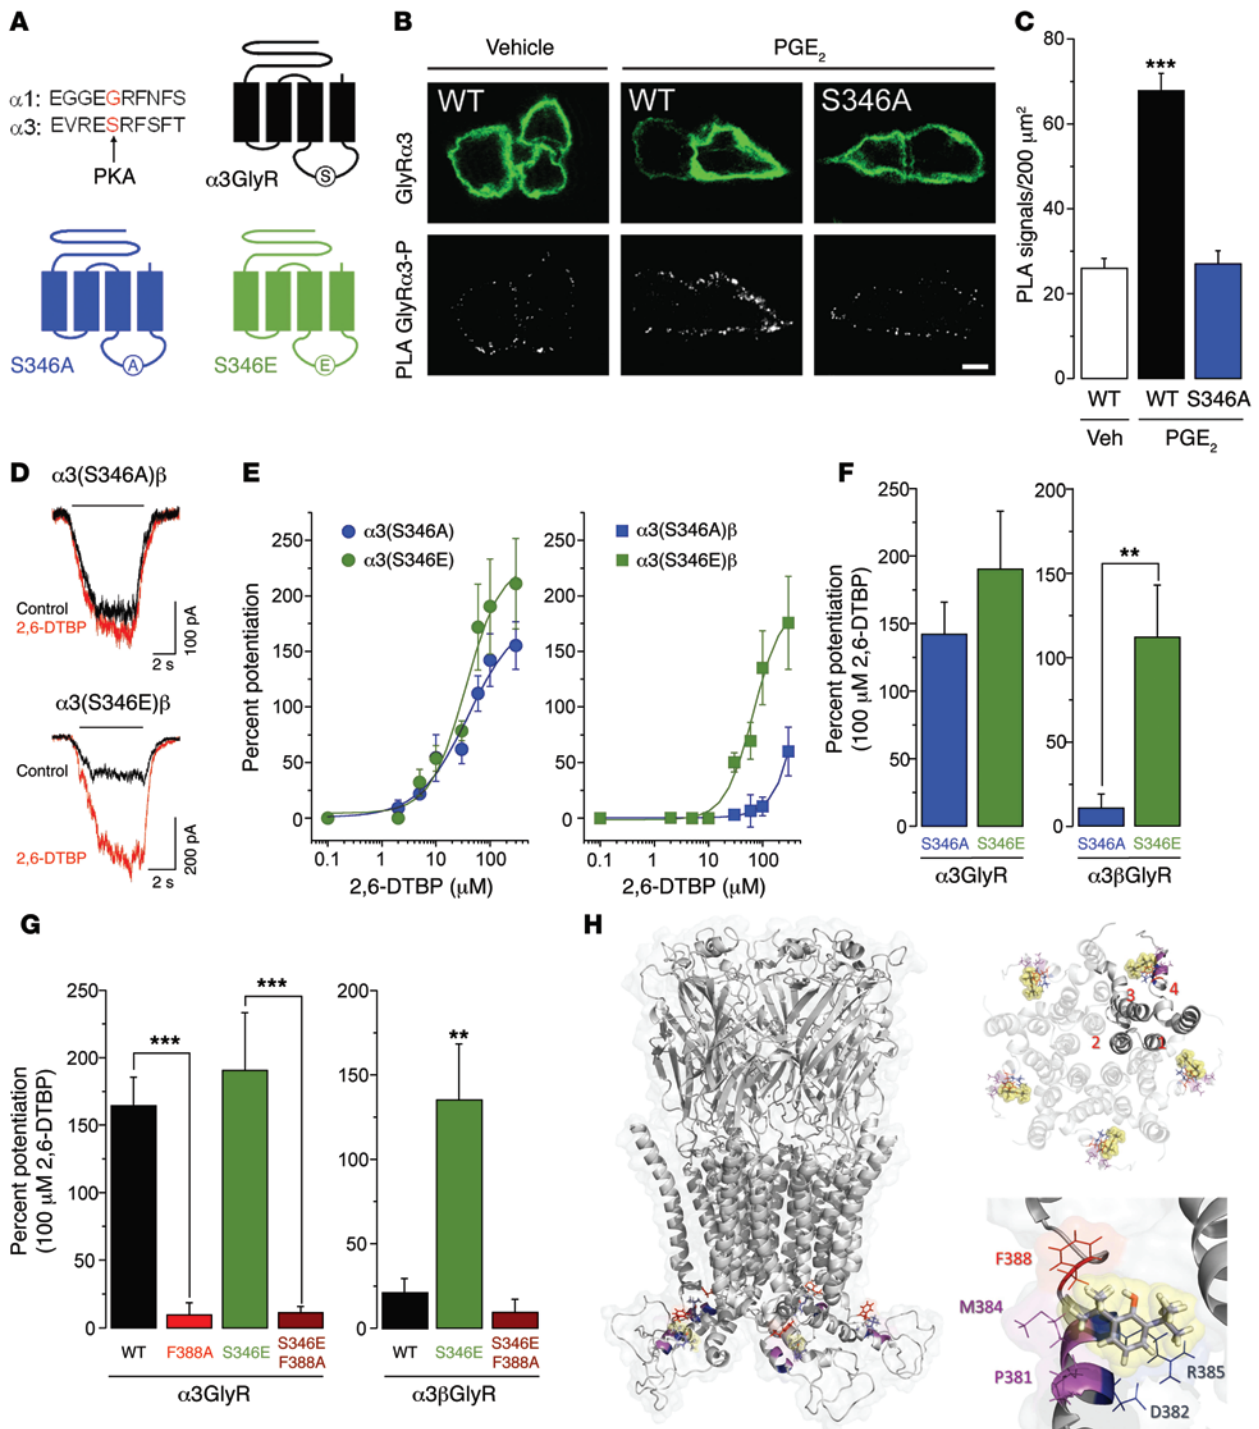 A
α1: EGGEGRFNFS
α3: EVRESRFSFT
PKA
α3GlyR
S
S346A
A
S346E
E
B
Vehicle
PGE2
WT
WT
S346A
GlyRα3
PLA GlyRα3-P
C
PLA signals/200 μm²
80
60
40
20
0
***
WT
WT S346A
Veh
PGE2
D
α3(S346A)β
Control
2,6-DTBP
100 pA
2 s
α3(S346E)β
Control
2,6-DTBP
200 pA
2 s
E
Percent potentiation
250
200
150
100
50
0
α3(S346A)
α3(S346E)
0.1 1 10 100
2,6-DTBP (μM)
250
200
150
100
50
0
α3(S346A)β
α3(S346E)β
0.1 1 10 100
2,6-DTBP (μM)
F
Percent potentiation
(100 μM 2,6-DTBP)
250
200
150
100
50
0
S346A S346E
α3GlyR
200
150
100
50
0
**
S346A S346E
α3βGlyR
G
Percent potentiation
(100 μM 2,6-DTBP)
250
200
150
100
50
0
***
***
WT F388A S346E S346E
F388A
α3GlyR
200
150
100
50
0
**
WT S346E S346E
F388A
α3βGlyR
H
3 4
2 1
F388
M384
P381
R385
D382